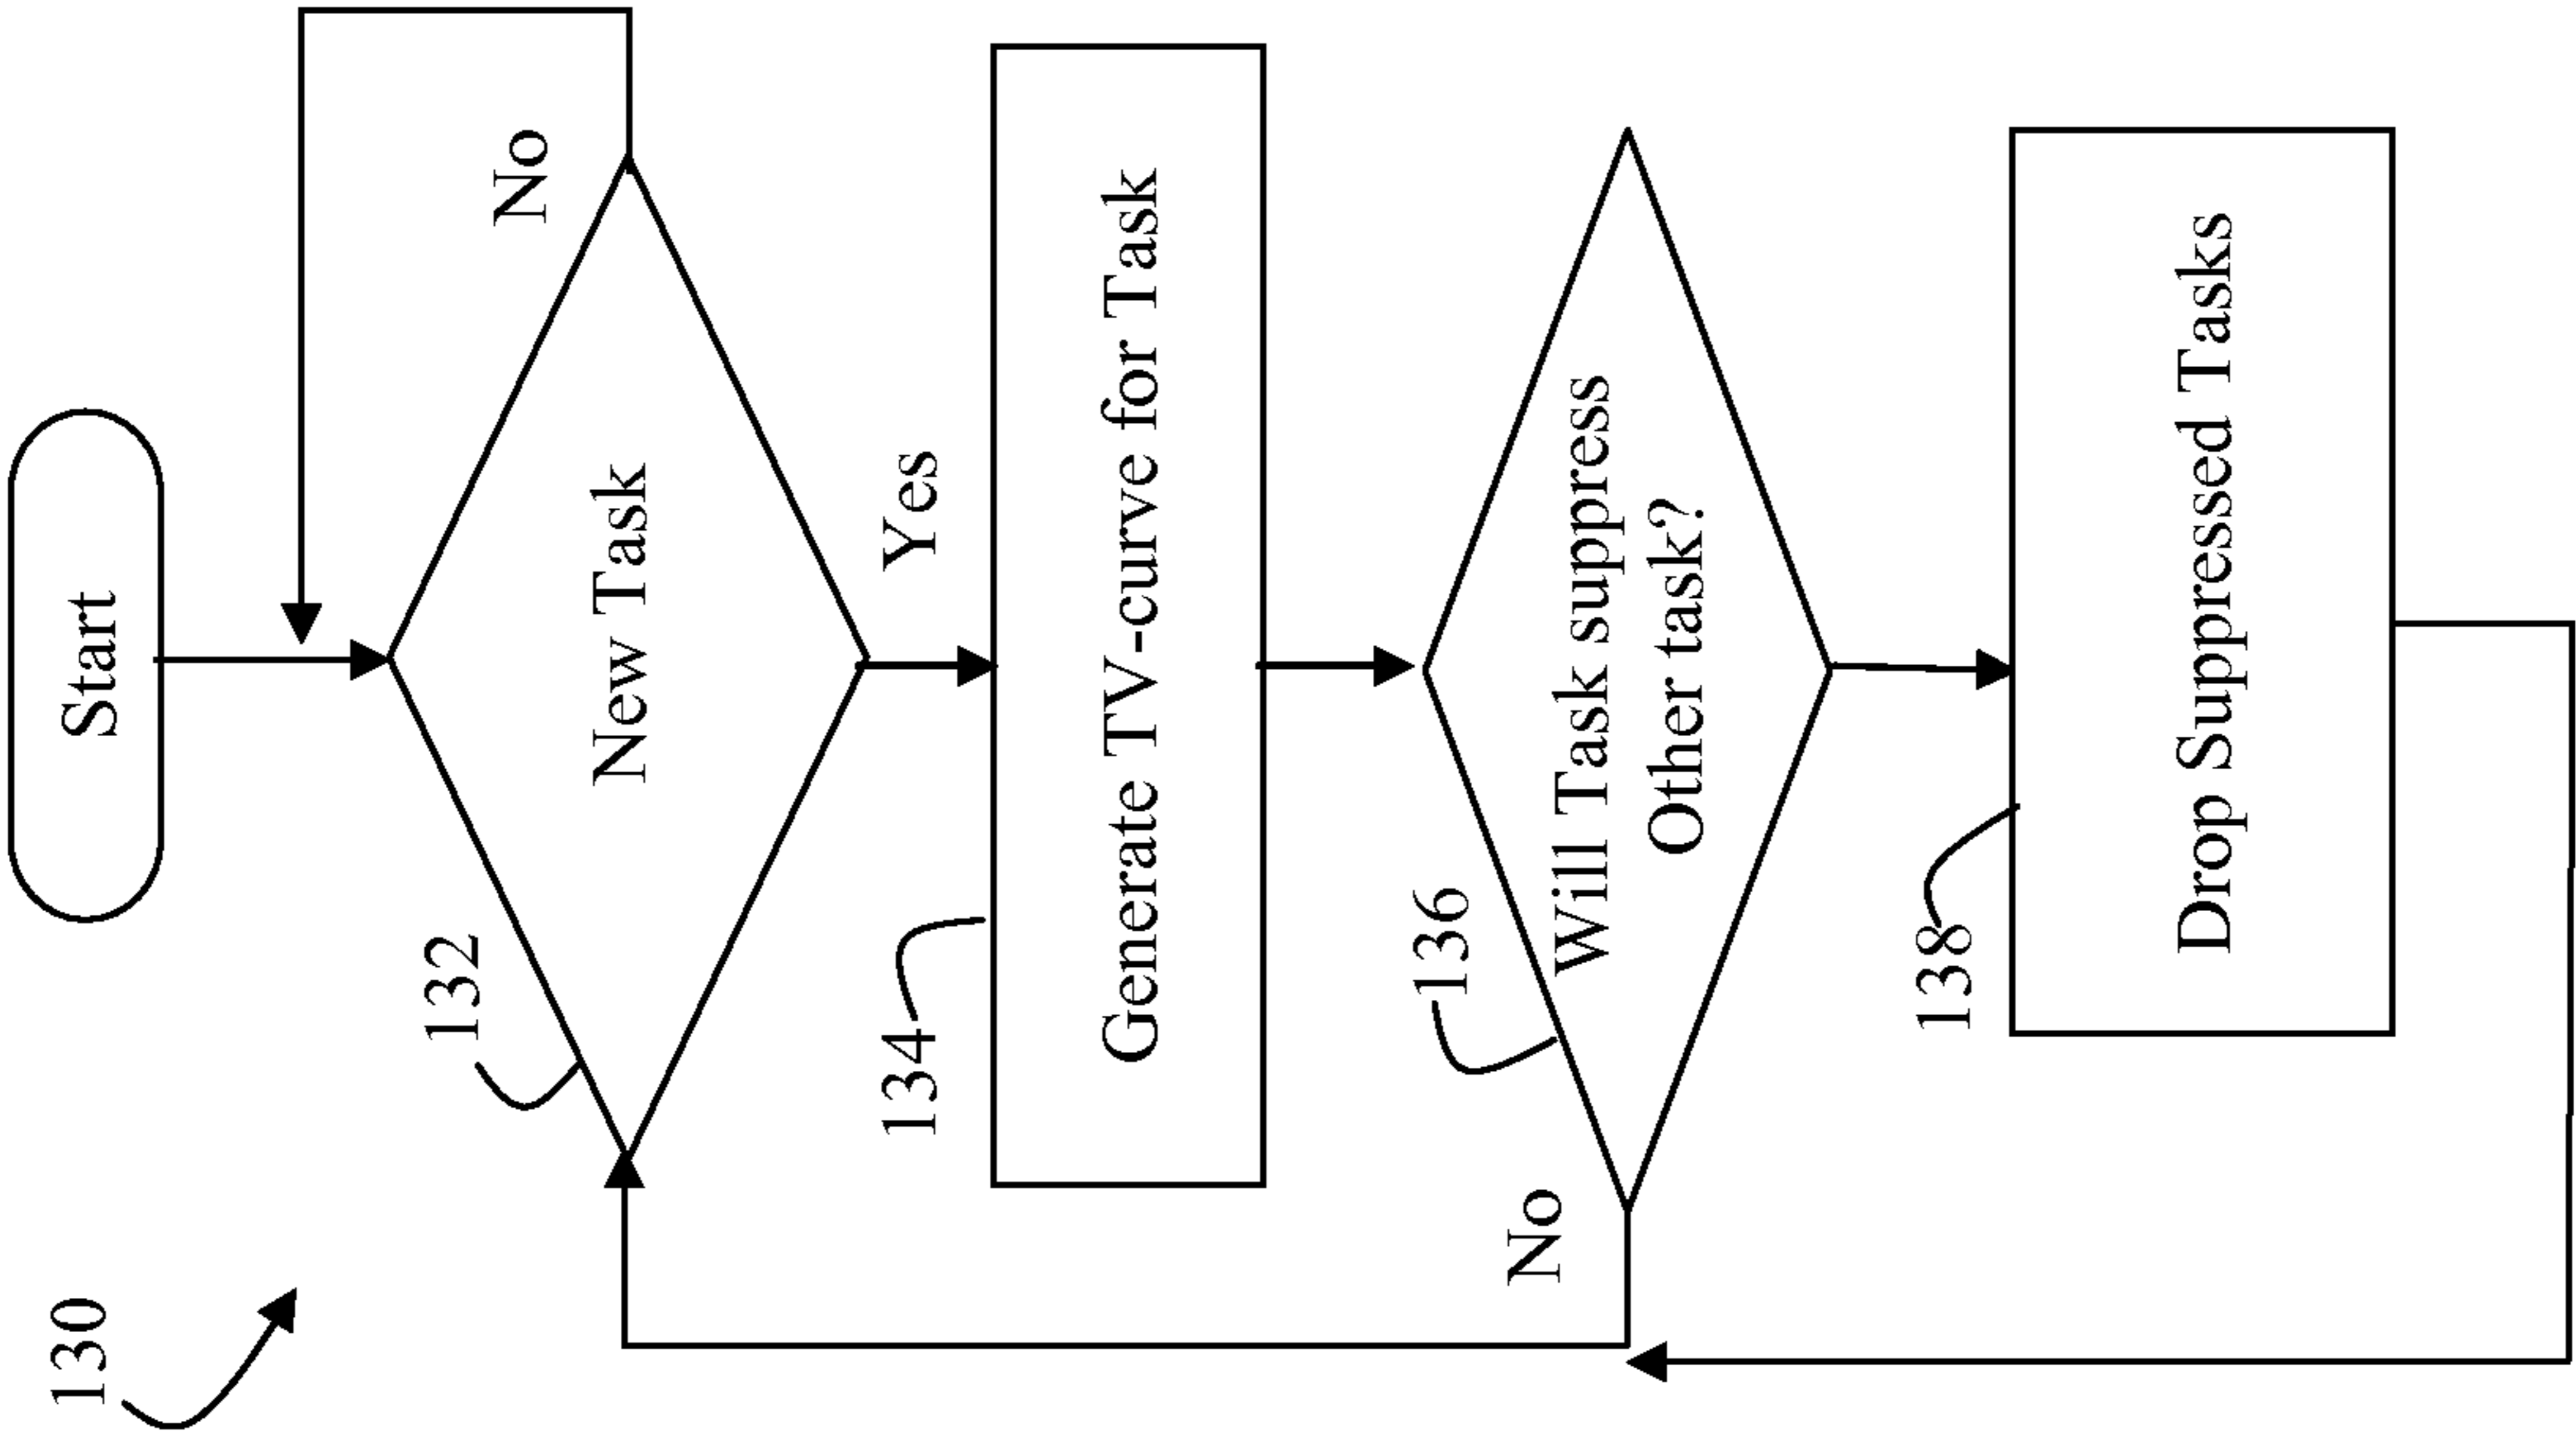 130
Start
132
New Task
No
Yes
134
Generate TV-curve for Task
136
Will Task suppress
Other task?
No
138
Drop Suppressed Tasks